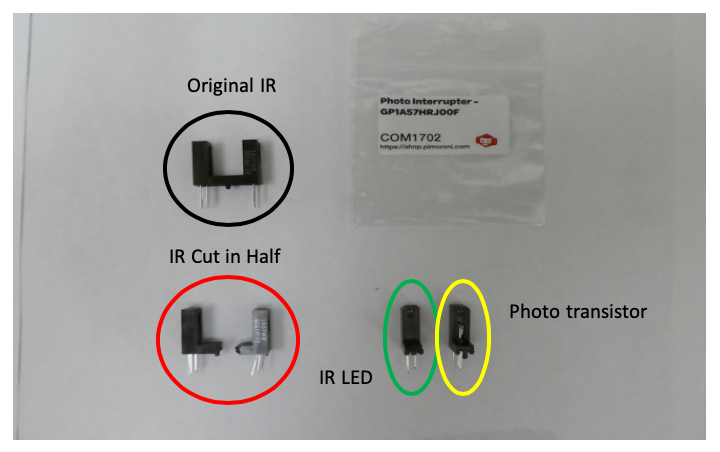 Original IR
Photo Interrupter -
GP1A57HRJ00F
COM1702
https://shop.pimoroni.com
IR Cut in Half
Photo transistor
IR LED